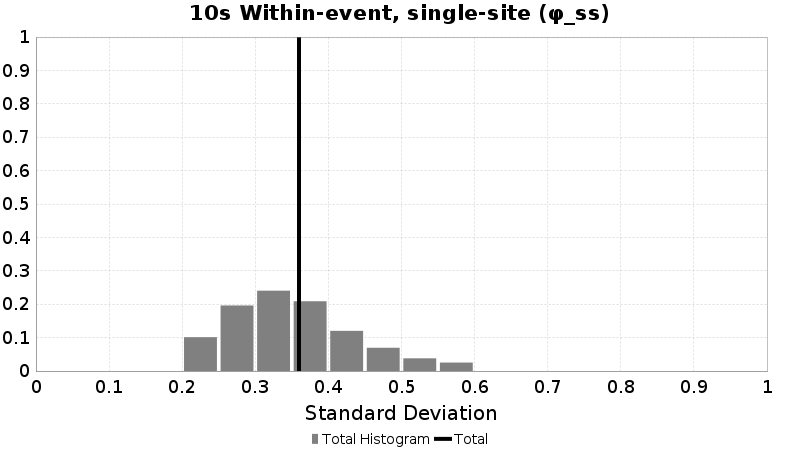 10s Within-event, single-site (φ_ss)
1
0.9
0.8
0.7
0.6
0.5
0.4
0.3
0.2
0.1
0
0 0.1 0.2 0.3 0.4 0.5 0.6 0.7 0.8 0.9 1
Standard Deviation
Total Histogram Total